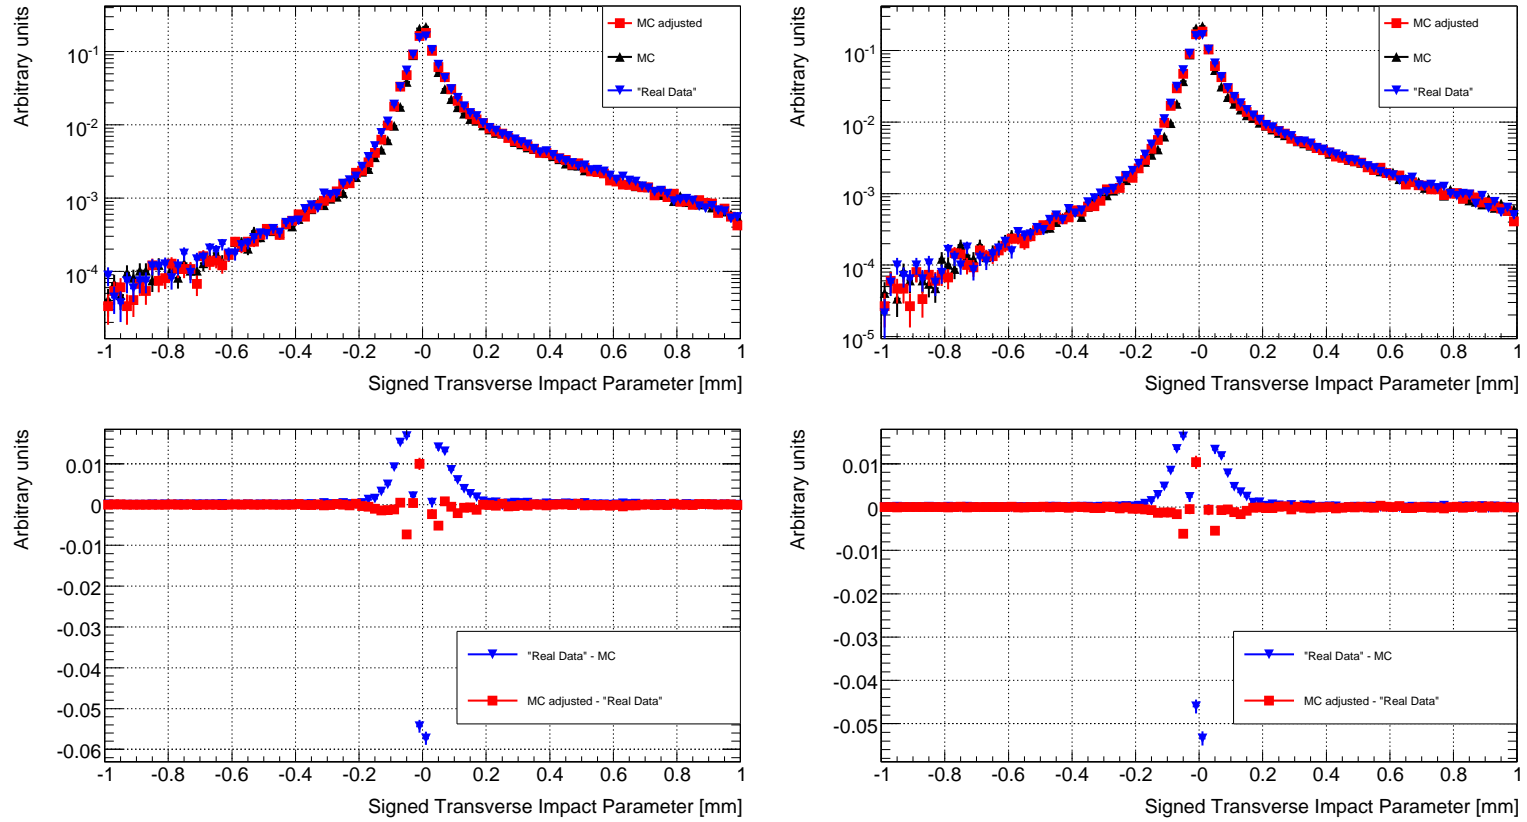 Arbitrary units
10^-1
10^-2
10^-3
10^-4
MC adjusted
MC
"Real Data"
-1 -0.8 -0.6 -0.4 -0.2 -0 0.2 0.4 0.6 0.8 1
Signed Transverse Impact Parameter [mm]
Arbitrary units
10^-1
10^-2
10^-3
10^-4
10^-5
MC adjusted
MC
"Real Data"
-1 -0.8 -0.6 -0.4 -0.2 -0 0.2 0.4 0.6 0.8 1
Signed Transverse Impact Parameter [mm]
Arbitrary units
0.01
0
-0.01
-0.02
-0.03
-0.04
-0.05
-0.06
"Real Data" - MC
MC adjusted - "Real Data"
-1 -0.8 -0.6 -0.4 -0.2 -0 0.2 0.4 0.6 0.8 1
Signed Transverse Impact Parameter [mm]
Arbitrary units
0.01
0
-0.01
-0.02
-0.03
-0.04
-0.05
"Real Data" - MC
MC adjusted - "Real Data"
-1 -0.8 -0.6 -0.4 -0.2 -0 0.2 0.4 0.6 0.8 1
Signed Transverse Impact Parameter [mm]